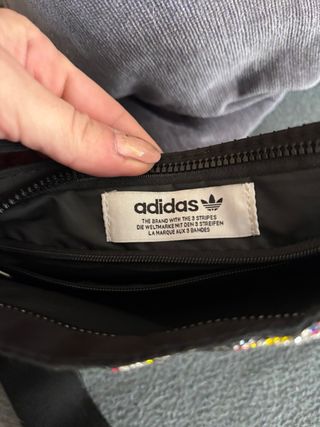 adidas
THE BRAND WITH THE 3 STRIPES
DIE WELTMARKE MIT DEN 3 STREIFEN
LA MARQUE AUX 3 BANDES